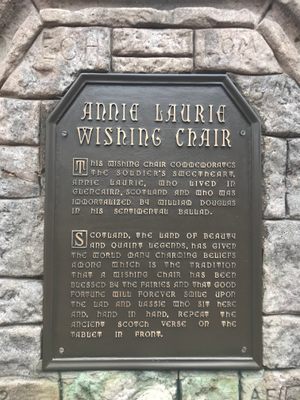 ECH
OM
ANNIE LAURIE
WISHING CHAIR
THIS WISHING CHAIR COMMEMORATES
THE SOLDIER'S SWEETHEART,
ANNIE LAURIE, WHO LIVED IN
GLENCAIRN, SCOTLAND AND WHO WAS
IMMORTALIZED BY WILLIAM DOUGLAS
IN HIS SENTIMENTAL BALLAD.
SCOTLAND, THE LAND OF BEAUTY
AND QUAINT LEGENDS, HAS GIVEN
THE WORLD MANY CHARMING BELIEFS
AMONG WHICH IS THE TRADITION
THAT A WISHING CHAIR HAS BEEN
BLESSED BY THE FAIRIES AND THAT GOOD
FORTUNE WILL FOREVER SMILE UPON
THE LAD AND LASSIE WHO SIT HERE
AND, HAND IN HAND, REPEAT THE
ANCIENT SCOTCH VERSE ON THE
TABLET IN FRONT.